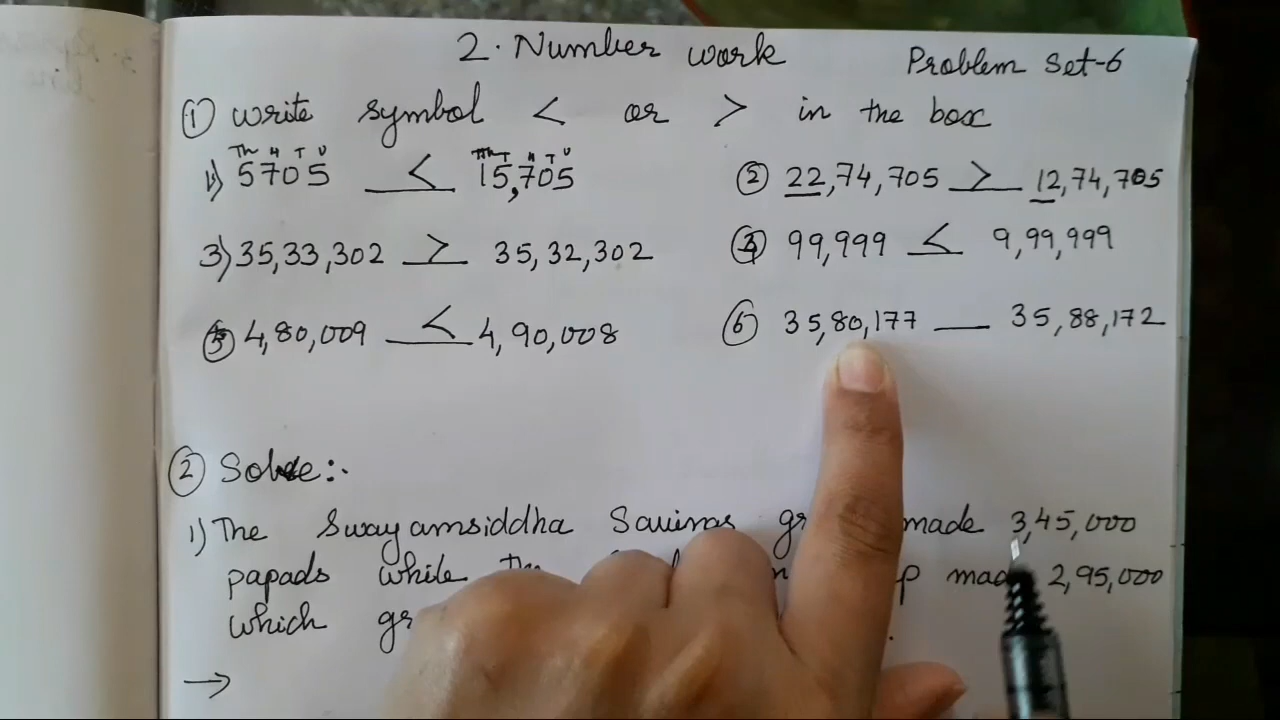 2. Number work Problem Set-6
① Write symbol < or > in the box
Th H T U TTh T H T U
1) 5705 < 15,705 ② 22,74,705 > 12,74,705
3) 35,33,302 > 35,32,302 ④ 99,999 < 9,99,999
⑤ 4,80,009 < 4,90,008 ⑥ 35,80,177 __ 35,88,172
② Solve:-
1) The Swayamsiddha Savings made 3,45,000
papads while made 2,95,000
which
→